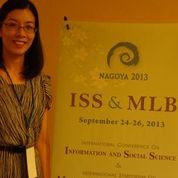 NAGOYA 2013
ISS & MLB
September 24-26, 2013
INTERNATIONAL CONFERENCE ON
INFORMATION AND SOCIAL SCIENCE
&
INTERNATIONAL SYMPOSIUM ON